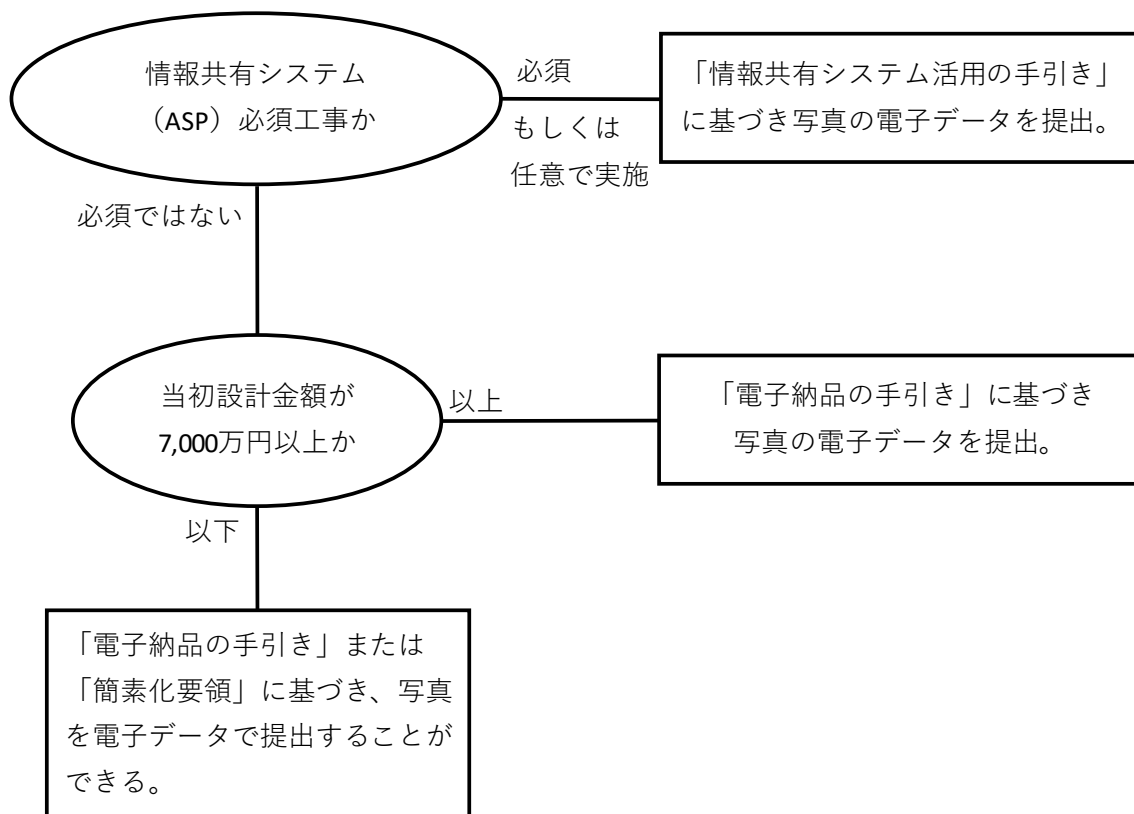 情報共有システム
（ASP）必須工事か
必須
もしくは
任意で実施
「情報共有システム活用の手引き」
に基づき写真の電子データを提出。
必須ではない
当初設計金額が
7,000万円以上か
以上
「電子納品の手引き」に基づき
写真の電子データを提出。
以下
「電子納品の手引き」または
「簡素化要領」に基づき、写真
を電子データで提出することが
できる。